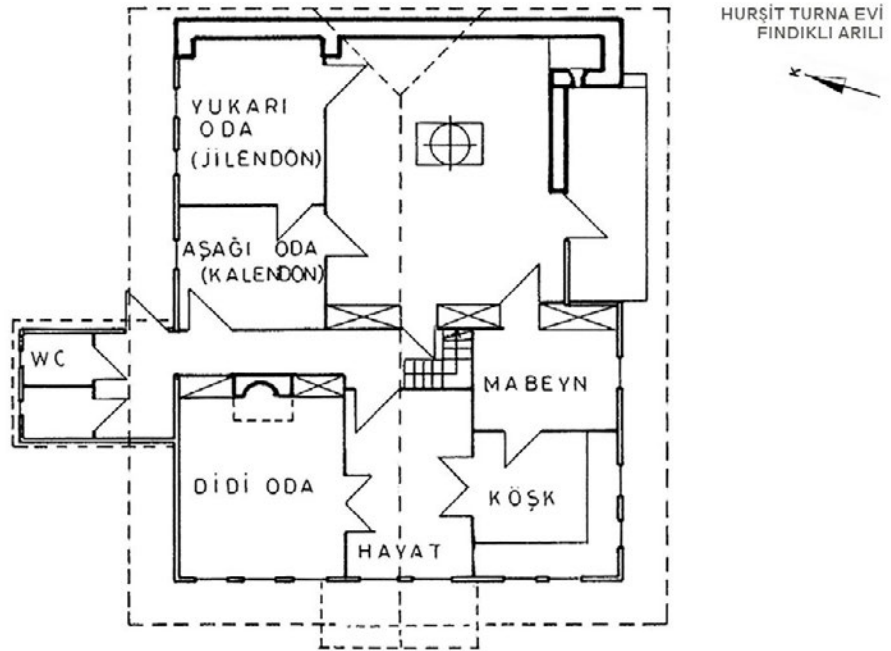 HURŞİT TURNA EVİ
FINDIKLI ARILI
K
YUKARI
ODA
(JİLENDON)
AŞAĞI ODA
(KALENDON)
WC
MABEYN
DİDİ ODA
KÖŞK
HAYAT